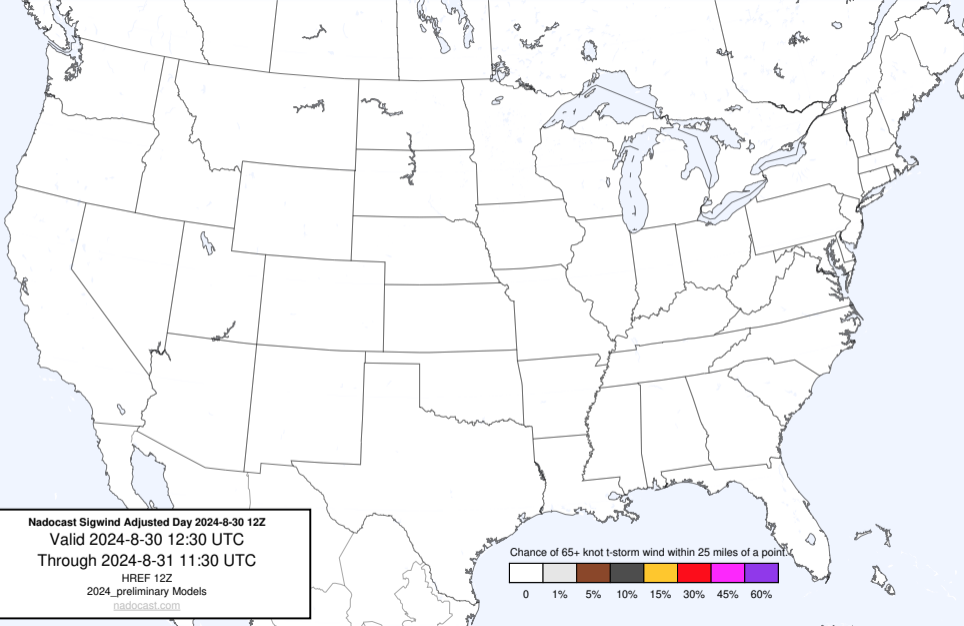 Nadocast Sigwind Adjusted Day 2024-8-30 12Z
Valid 2024-8-30 12:30 UTC
Through 2024-8-31 11:30 UTC
HREF 12Z
2024_preliminary Models
nadocast.com
Chance of 65+ knot t-storm wind within 25 miles of a point.
0 1% 5% 10% 15% 30% 45% 60%